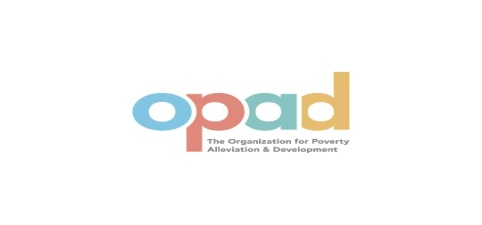 opad
The Organization for Poverty
Alleviation & Development